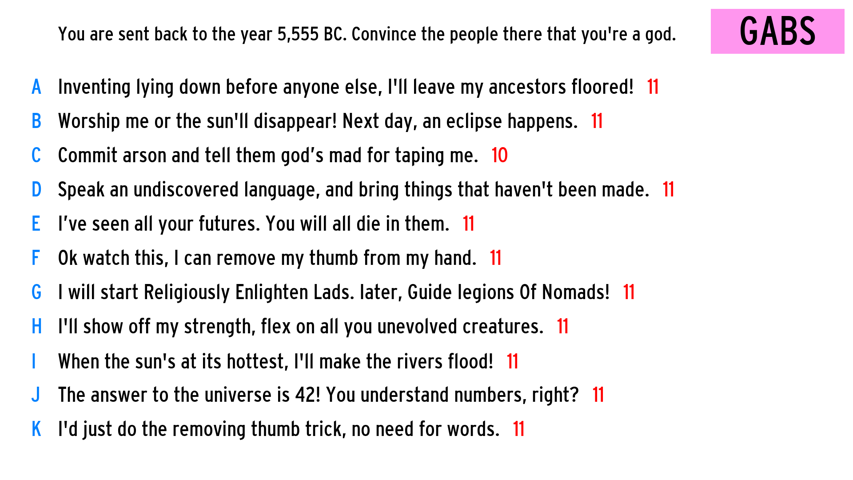 You are sent back to the year 5,555 BC. Convince the people there that you're a god.
GABS
A Inventing lying down before anyone else, I'll leave my ancestors floored! 11
B Worship me or the sun'll disappear! Next day, an eclipse happens. 11
C Commit arson and tell them god’s mad for taping me. 10
D Speak an undiscovered language, and bring things that haven't been made. 11
E I’ve seen all your futures. You will all die in them. 11
F Ok watch this, I can remove my thumb from my hand. 11
G I will start Religiously Enlighten Lads. later, Guide legions Of Nomads! 11
H I'll show off my strength, flex on all you unevolved creatures. 11
I When the sun's at its hottest, I'll make the rivers flood! 11
J The answer to the universe is 42! You understand numbers, right? 11
K I'd just do the removing thumb trick, no need for words. 11